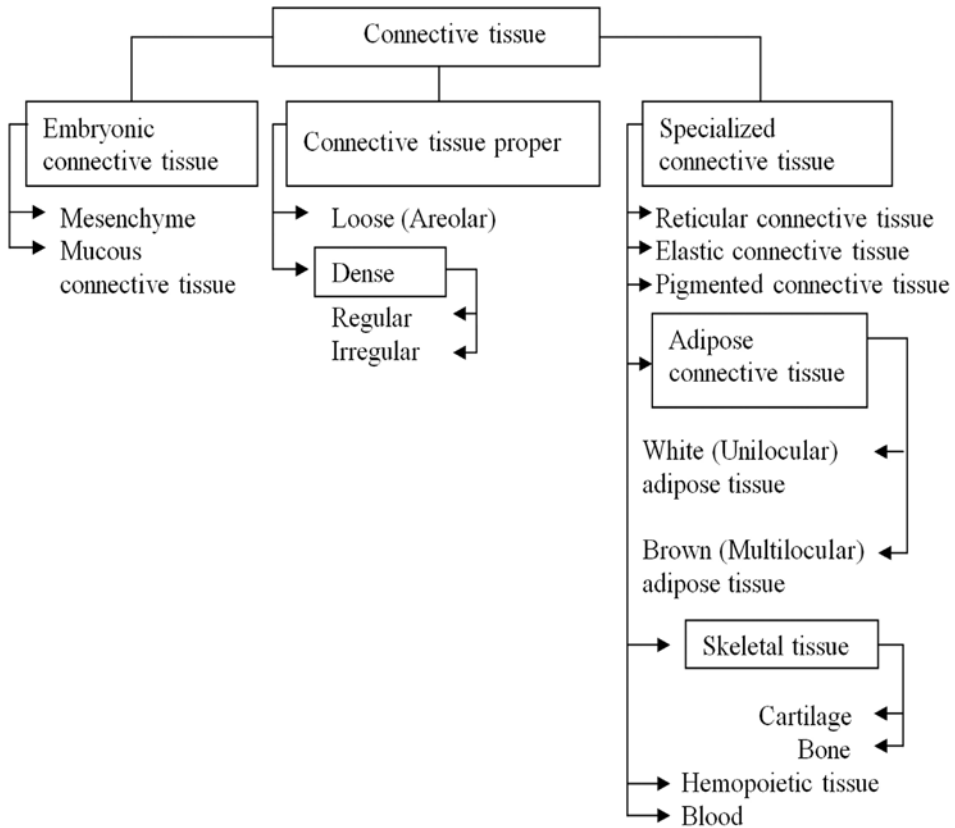 Connective tissue
Embryonic
connective tissue
Mesenchyme
Mucous
connective tissue
Connective tissue proper
Loose (Areolar)
Dense
Regular
Irregular
Specialized
connective tissue
Reticular connective tissue
Elastic connective tissue
Pigmented connective tissue
Adipose
connective tissue
White (Unilocular)
adipose tissue
Brown (Multilocular)
adipose tissue
Skeletal tissue
Cartilage
Bone
Hemopoietic tissue
Blood